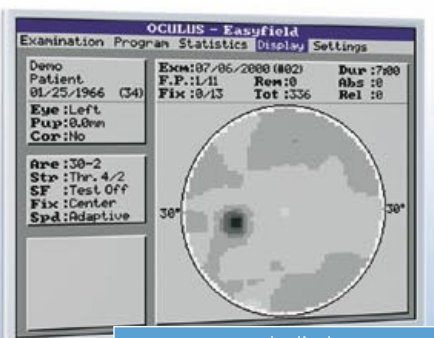 OCULUS - Easyfield
Examination Program Statistics Display Settings
Demo
Patient
01/25/1966 (34)
Eye :Left
Pup:0.0mm
Cor:No
Exm:07/06/2000(#02) Dur :7:00
F.P.:1/11 Rem:0 Abs :0
Fix :0/13 Tot :336 Rel :0
Are:30-2
Str:Thr.4/2
SF :Test Off
Fix:Center
Spd:Adaptive
30° 30°